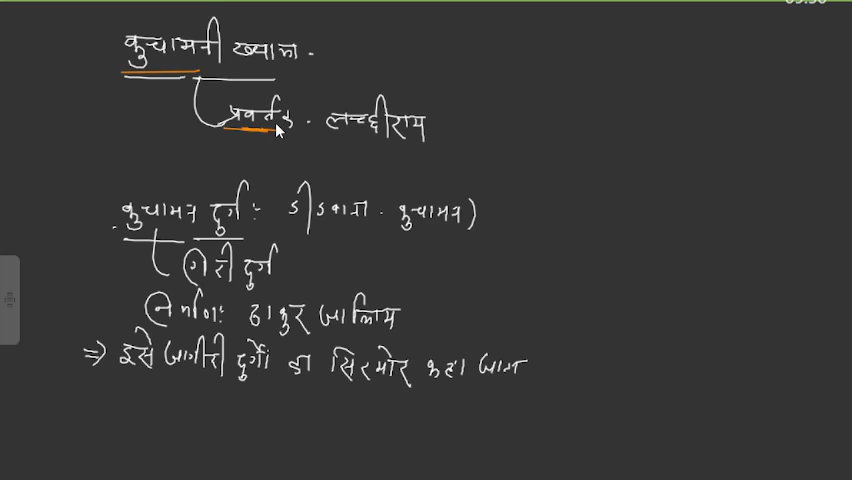 कुचामनी ख्याल -
प्रवर्तक - लच्छीराम
कुचामन दुर्ग :- डीडवाना - कुचामन)
गिरी दुर्ग
निर्माण: ठाकुर जालिम
⇒ इसे जागीरी दुर्गों का सिरमोर कहा जाता